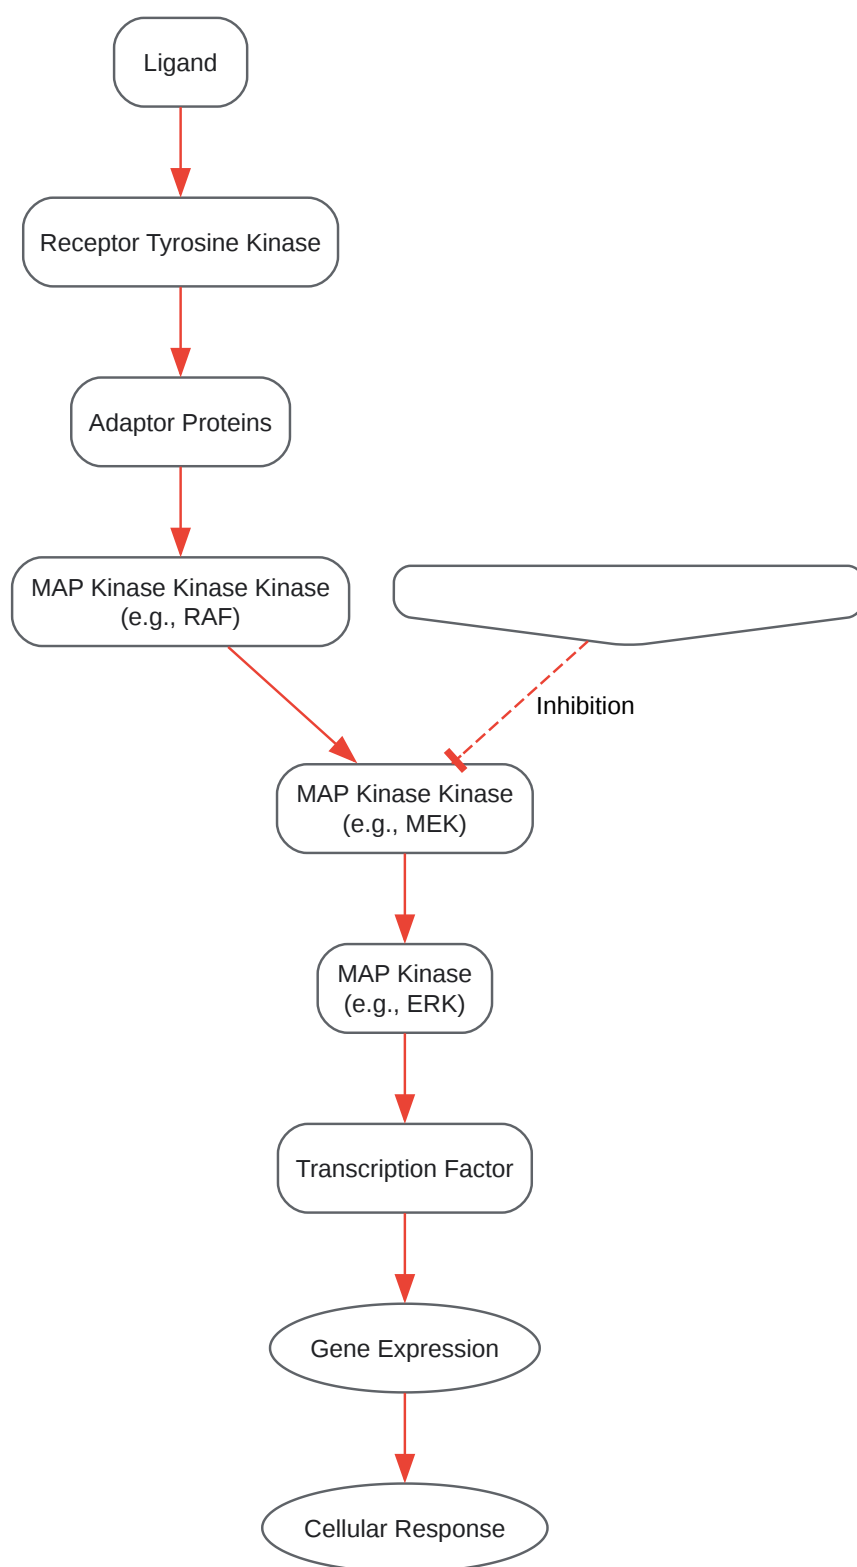 Ligand
Receptor Tyrosine Kinase
Adaptor Proteins
MAP Kinase Kinase Kinase
(e.g., RAF)
Inhibition
MAP Kinase Kinase
(e.g., MEK)
MAP Kinase
(e.g., ERK)
Transcription Factor
Gene Expression
Cellular Response